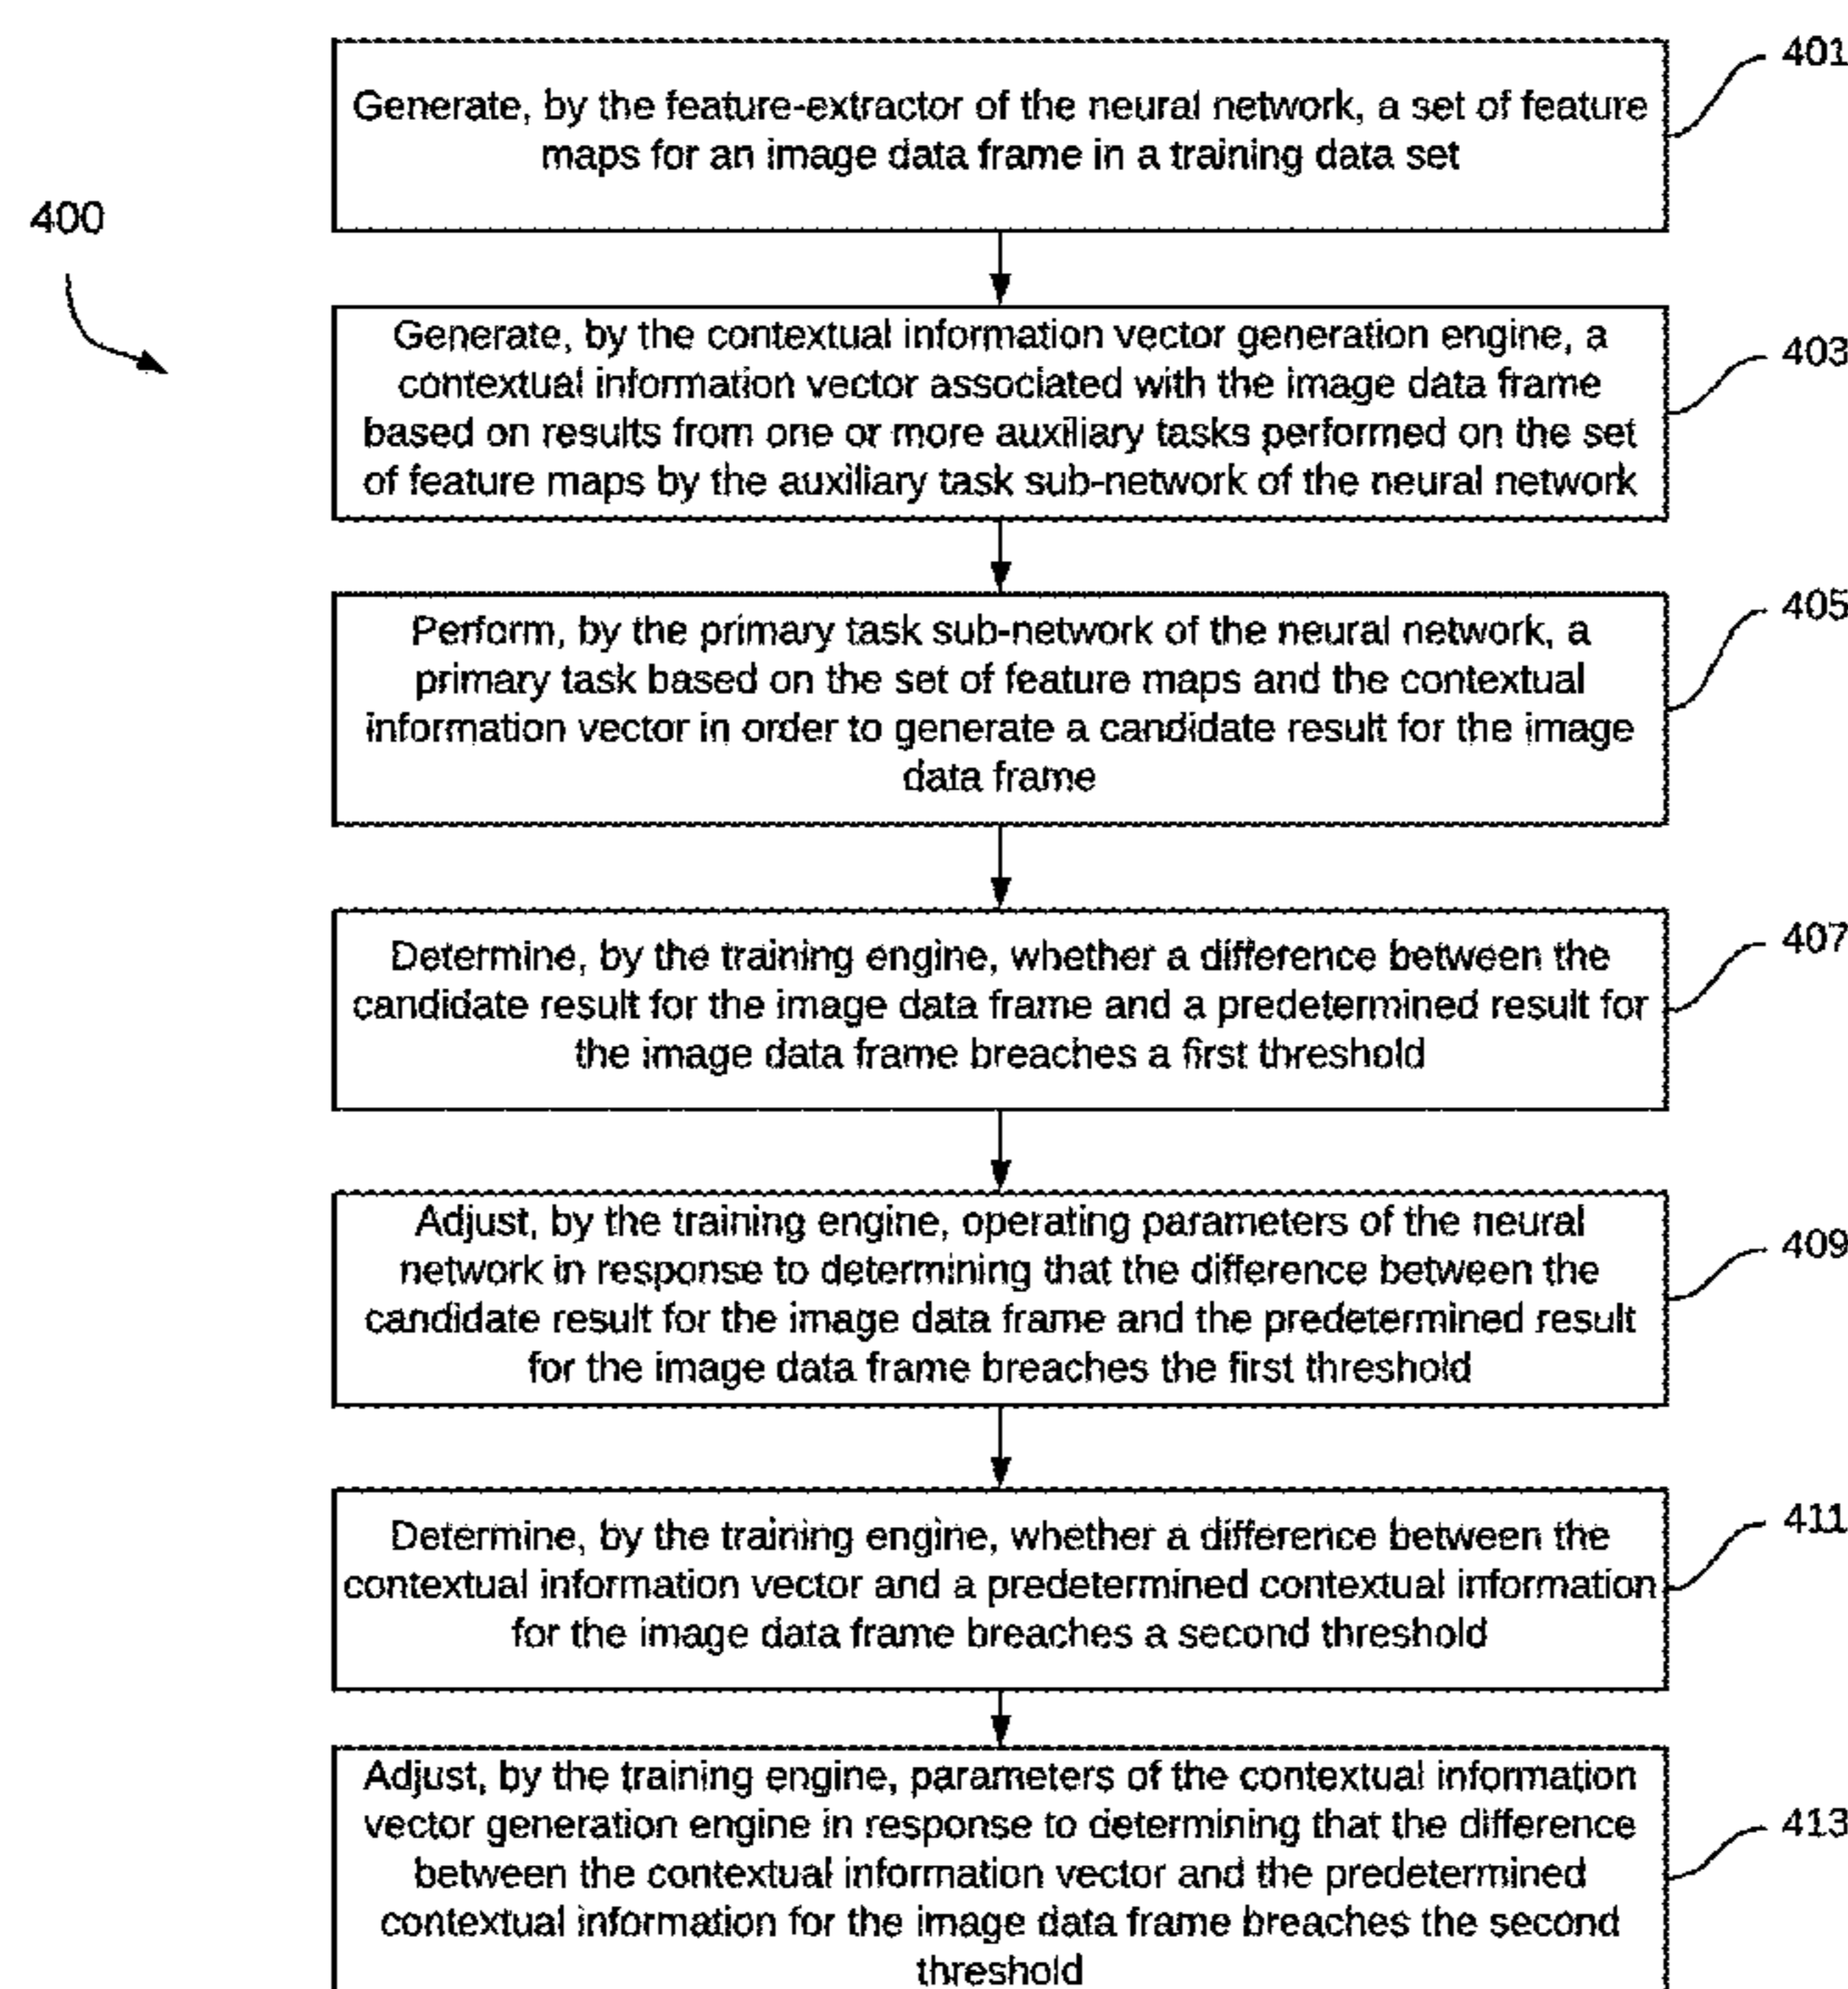 401
Generate, by the feature-extractor of the neural network, a set of feature
maps for an image data frame in a training data set
400
Generate, by the contextual information vector generation engine, a
contextual information vector associated with the image data frame
based on results from one or more auxiliary tasks performed on the set
of feature maps by the auxiliary task sub-network of the neural network
403
Perform, by the primary task sub-network of the neural network, a
primary task based on the set of feature maps and the contextual
information vector in order to generate a candidate result for the image
data frame
405
Determine, by the training engine, whether a difference between the
candidate result for the image data frame and a predetermined result for
the image data frame breaches a first threshold
407
Adjust, by the training engine, operating parameters of the neural
network in response to determining that the difference between the
candidate result for the image data frame and the predetermined result
for the image data frame breaches the first threshold
409
Determine, by the training engine, whether a difference between the
contextual information vector and a predetermined contextual information
for the image data frame breaches a second threshold
411
Adjust, by the training engine, parameters of the contextual information
vector generation engine in response to determining that the difference
between the contextual information vector and the predetermined
contextual information for the image data frame breaches the second
threshold
413